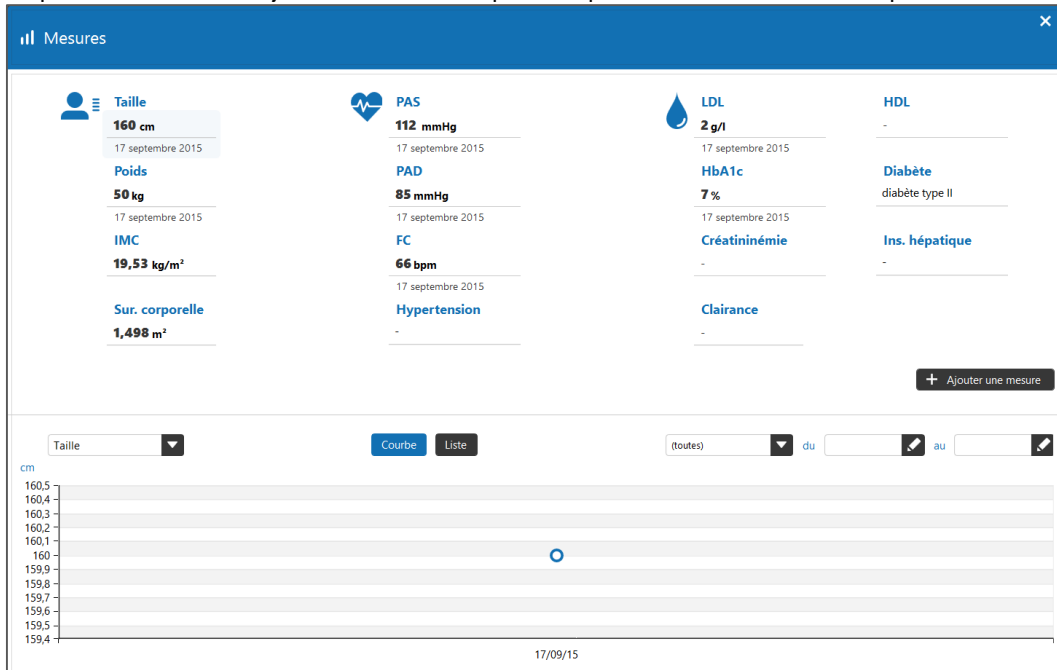 Mesures
Taille
160 cm
17 septembre 2015
Poids
50 kg
17 septembre 2015
IMC
19,53 kg/m²
Sur. corporelle
1,498 m²
PAS
112 mmHg
17 septembre 2015
PAD
85 mmHg
17 septembre 2015
FC
66 bpm
17 septembre 2015
Hypertension
-
LDL
2 g/l
17 septembre 2015
HbA1c
7 %
17 septembre 2015
Créatininémie
-
Clairance
-
HDL
-
Diabète
diabète type II
Ins. hépatique
-
+ Ajouter une mesure
Taille Courbe Liste (toutes) du au
cm
160,5
160,4
160,3
160,2
160,1
160
159,9
159,8
159,7
159,6
159,5
159,4
17/09/15